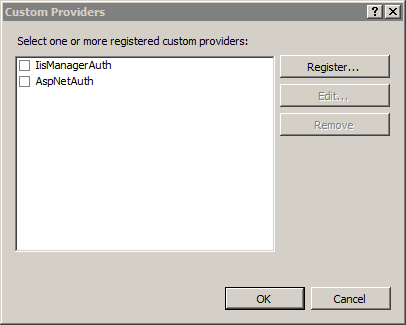 Custom Providers
Select one or more registered custom providers:
IisManagerAuth
AspNetAuth
Register...
Edit...
Remove
OK
Cancel